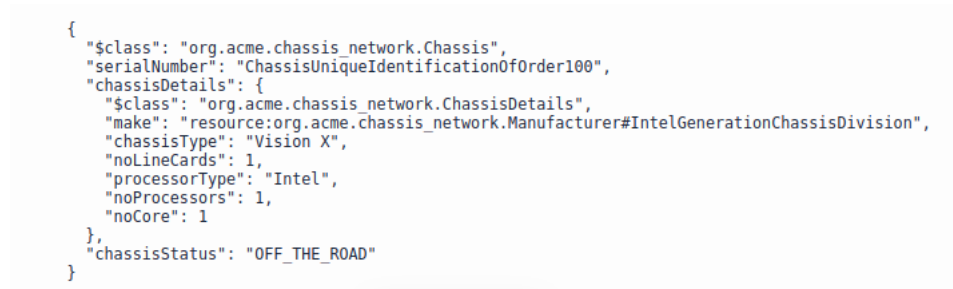 {
"$class": "org.acme.chassis_network.Chassis",
"serialNumber": "ChassisUniqueIdentificationOfOrder100",
"chassisDetails": {
"$class": "org.acme.chassis_network.ChassisDetails",
"make": "resource:org.acme.chassis_network.Manufacturer#IntelGenerationChassisDivision",
"chassisType": "Vision X",
"noLineCards": 1,
"processorType": "Intel",
"noProcessors": 1,
"noCore": 1
},
"chassisStatus": "OFF_THE_ROAD"
}